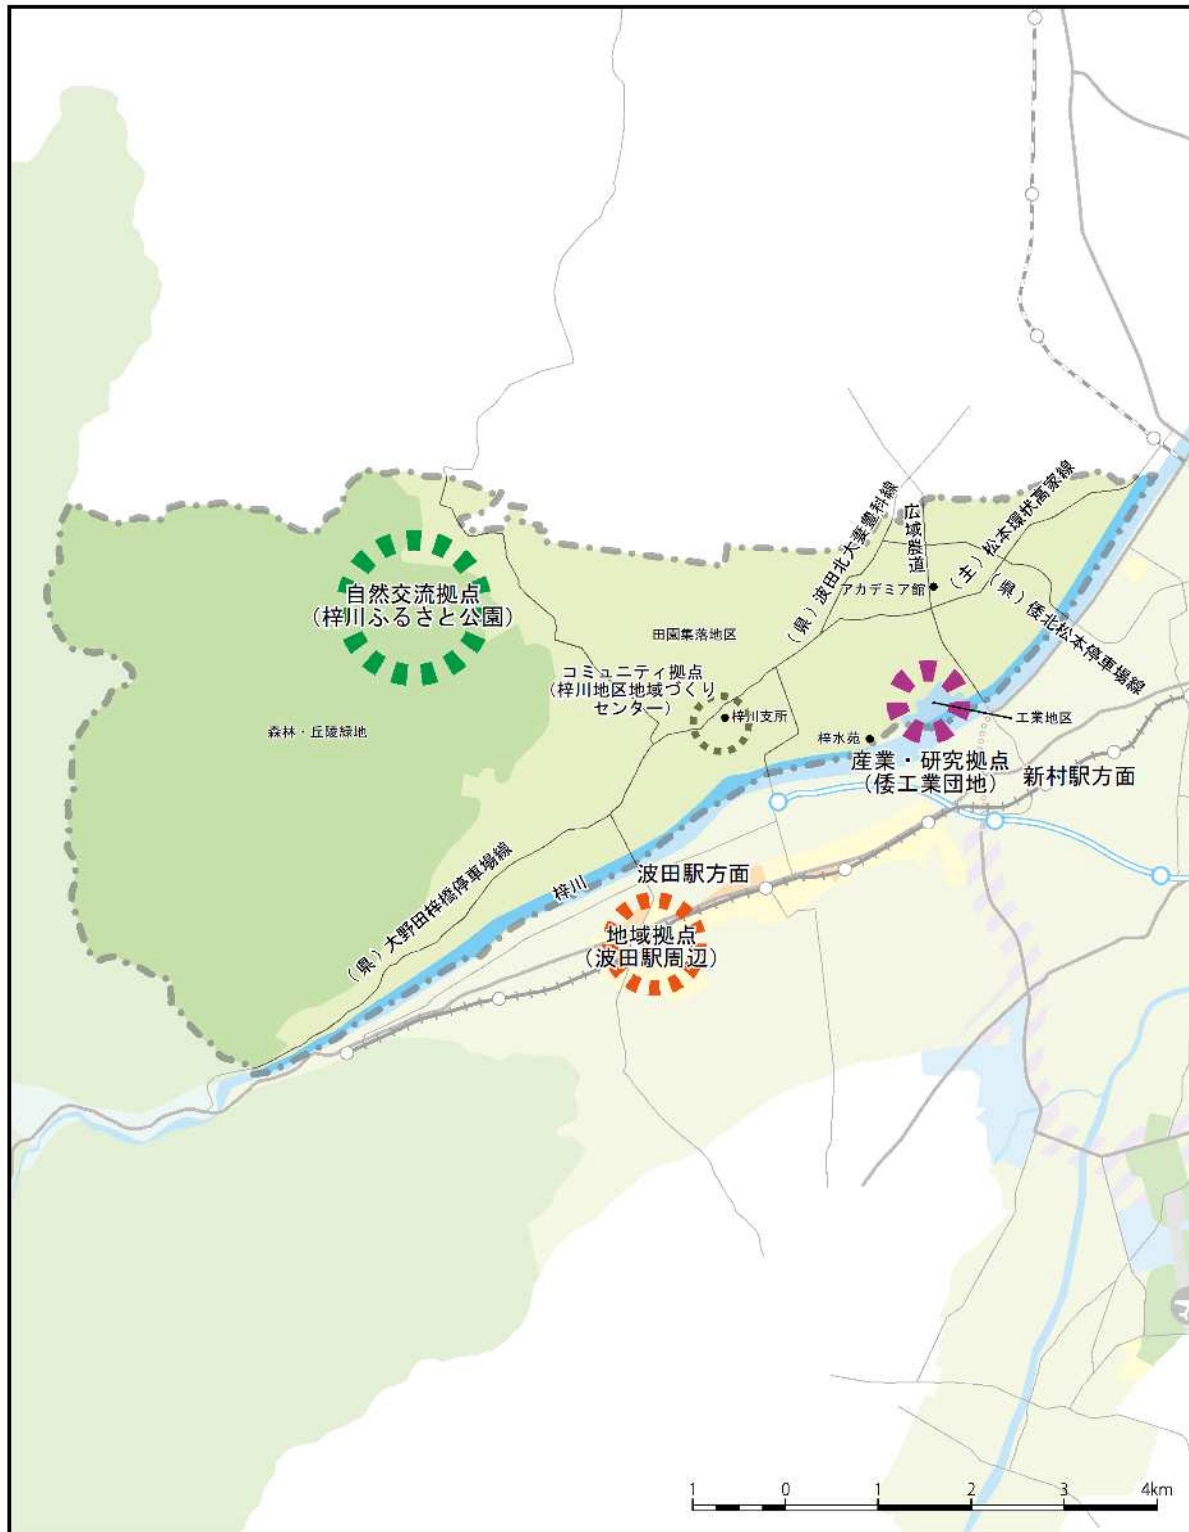 (県)波田北大妻豊科線
広域農道
(主)松本環状高家線
(県)倭北松本停車場線
アカデミア館
自然交流拠点
(梓川ふるさと公園)
田園集落地区
コミュニティ拠点
(梓川地区地域づくり
センター)
梓川支所
森林・丘陵緑地
梓水苑
工業地区
産業・研究拠点
(倭工業団地)
新村駅方面
(県)大野田梓橋停車場線
梓川
波田駅方面
地域拠点
(波田駅周辺)
1 0 1 2 3 4km